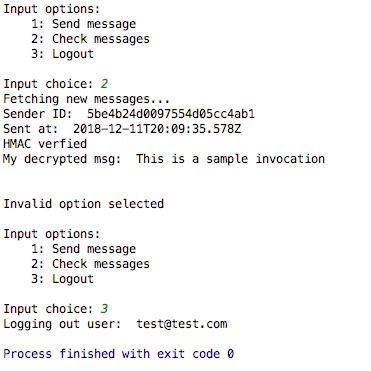 Input options:
    1: Send message
    2: Check messages
    3: Logout

Input choice: 2
Fetching new messages...
Sender ID:  5be4b24d0097554d05cc4ab1
Sent at:  2018-12-11T20:09:35.578Z
HMAC verfied
My decrypted msg:  This is a sample invocation


Invalid option selected

Input options:
    1: Send message
    2: Check messages
    3: Logout

Input choice: 3
Logging out user:  test@test.com

Process finished with exit code 0